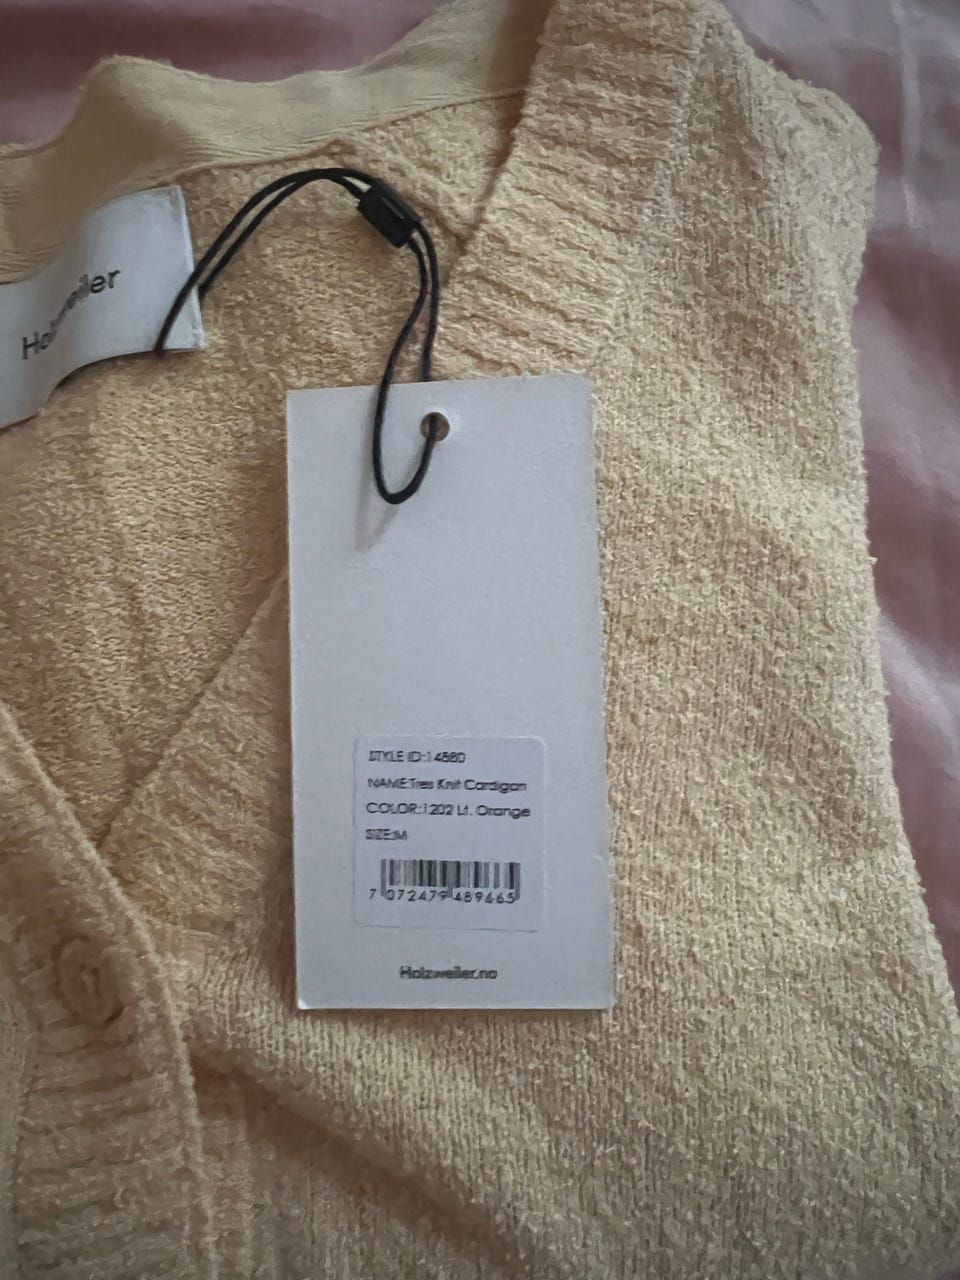 Holzweiler
STYLE ID:14880
NAME:Tres Knit Cardigan
COLOR:1202 Lt. Orange
SIZE:M
7 072479 489665
Holzweiler.no